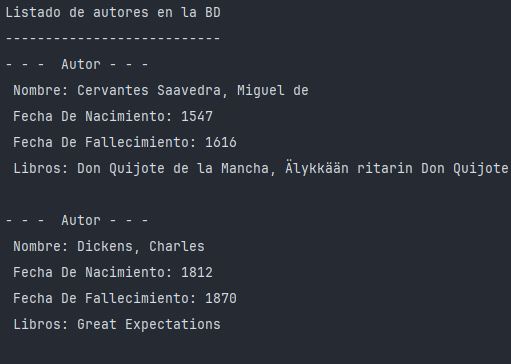 Listado de autores en la BD
---------------------------
- - -  Autor - - -
Nombre: Cervantes Saavedra, Miguel de
Fecha De Nacimiento: 1547
Fecha De Fallecimiento: 1616
Libros: Don Quijote de la Mancha, Älykkään ritarin Don Quijote
- - -  Autor - - -
Nombre: Dickens, Charles
Fecha De Nacimiento: 1812
Fecha De Fallecimiento: 1870
Libros: Great Expectations